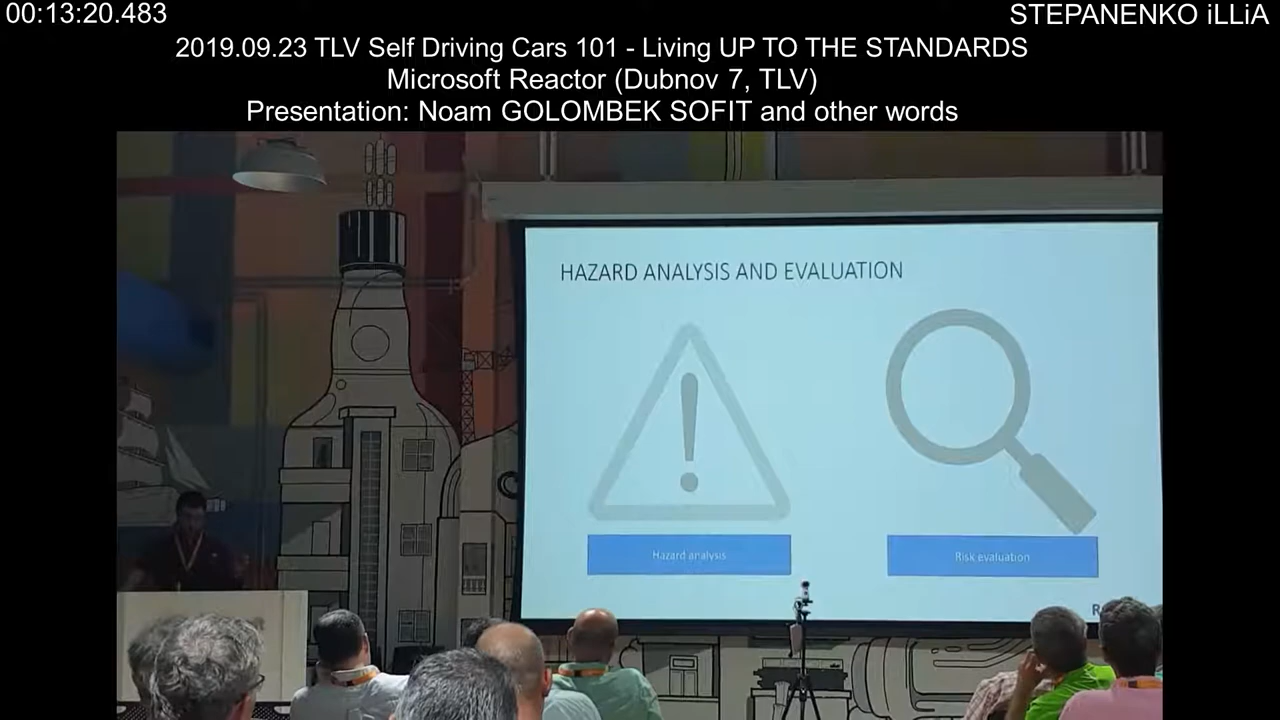 00:13:20.483
STEPANENKO iLLiA
2019.09.23 TLV Self Driving Cars 101 - Living UP TO THE STANDARDS
Microsoft Reactor (Dubnov 7, TLV)
Presentation: Noam GOLOMBEK SOFIT and other words
HAZARD ANALYSIS AND EVALUATION
Hazard analysis
Risk evaluation
R